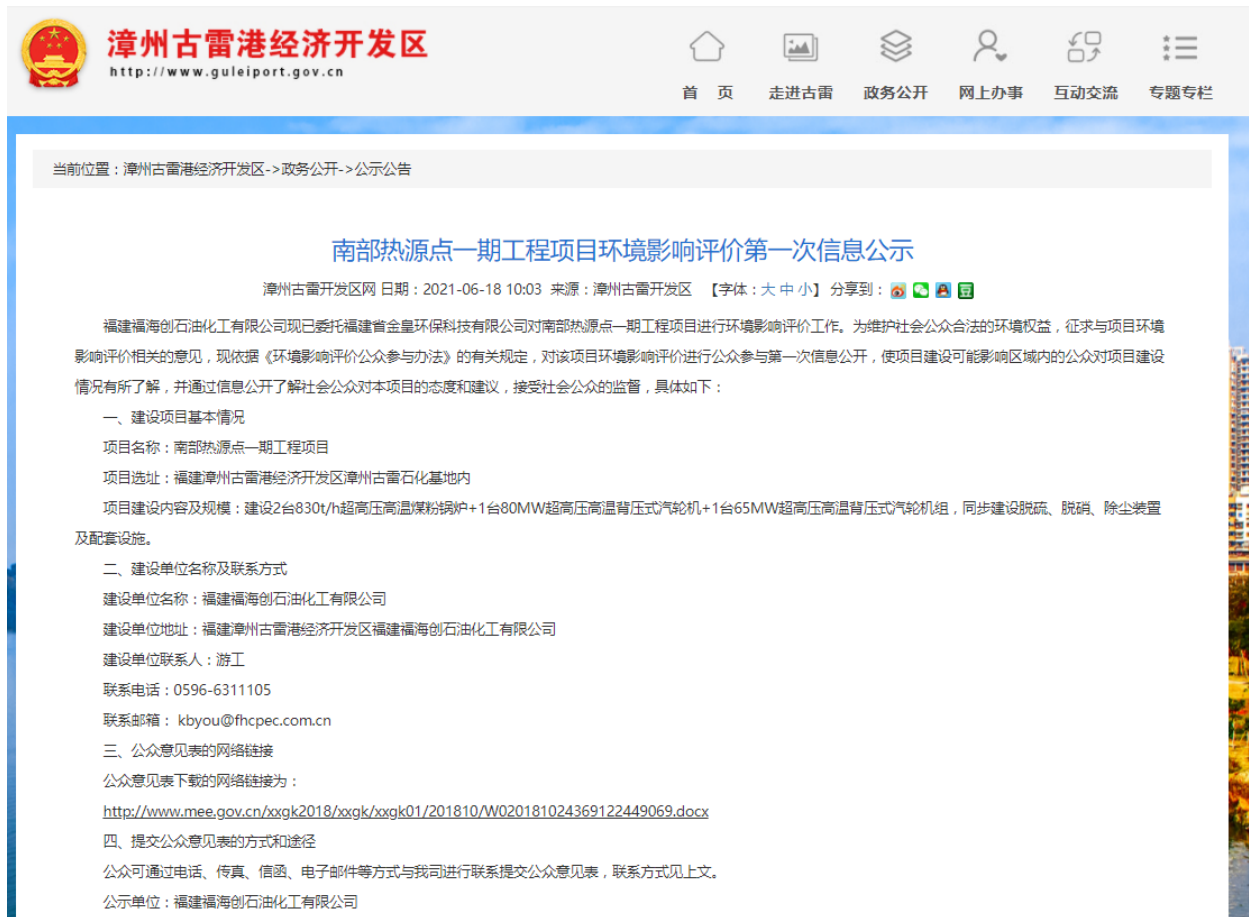 漳州古雷港经济开发区
http://www.guleiport.gov.cn
首 页 走进古雷 政务公开 网上办事 互动交流 专题专栏
当前位置：漳州古雷港经济开发区->政务公开->公示公告
南部热源点一期工程项目环境影响评价第一次信息公示
漳州古雷开发区网 日期：2021-06-18 10:03 来源：漳州古雷开发区 【字体：大 中 小】 分享到：
福建福海创石油化工有限公司现已委托福建省金皇环保科技有限公司对南部热源点一期工程项目进行环境影响评价工作。为维护社会公众合法的环境权益，征求与项目环境
影响评价相关的意见，现依据《环境影响评价公众参与办法》的有关规定，对该项目环境影响评价进行公众参与第一次信息公开，使项目建设可能影响区域内的公众对项目建设
情况有所了解，并通过信息公开了解社会公众对本项目的态度和建议，接受社会公众的监督，具体如下：
一、建设项目基本情况
项目名称：南部热源点一期工程项目
项目选址：福建漳州古雷港经济开发区漳州古雷石化基地内
项目建设内容及规模：建设2台830t/h超高压高温煤粉锅炉+1台80MW超高压高温背压式汽轮机+1台65MW超高压高温背压式汽轮机组，同步建设脱硫、脱硝、除尘装置
及配套设施。
二、建设单位名称及联系方式
建设单位名称：福建福海创石油化工有限公司
建设单位地址：福建漳州古雷港经济开发区福建福海创石油化工有限公司
建设单位联系人：游工
联系电话：0596-6311105
联系邮箱： kbyou@fhcpec.com.cn
三、公众意见表的网络链接
公众意见表下载的网络链接为：
http://www.mee.gov.cn/xxgk2018/xxgk/xxgk01/201810/W020181024369122449069.docx
四、提交公众意见表的方式和途径
公众可通过电话、传真、信函、电子邮件等方式与我司进行联系提交公众意见表，联系方式见上文。
公示单位：福建福海创石油化工有限公司